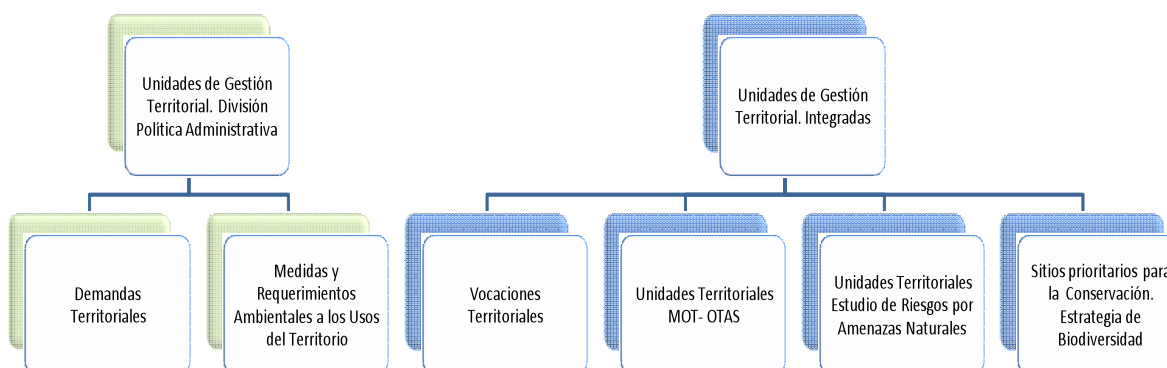 Unidades de Gestión
Territorial. División
Política Administrativa
Unidades de Gestión
Territorial. Integradas
Demandas
Territoriales
Medidas y
Requerimientos
Ambientales a los Usos
del Territorio
Vocaciones
Territoriales
Unidades Territoriales
MOT- OTAS
Unidades Territoriales
Estudio de Riesgos por
Amenazas Naturales
Sitios prioritarios para
la Conservación.
Estrategia de
Biodiversidad